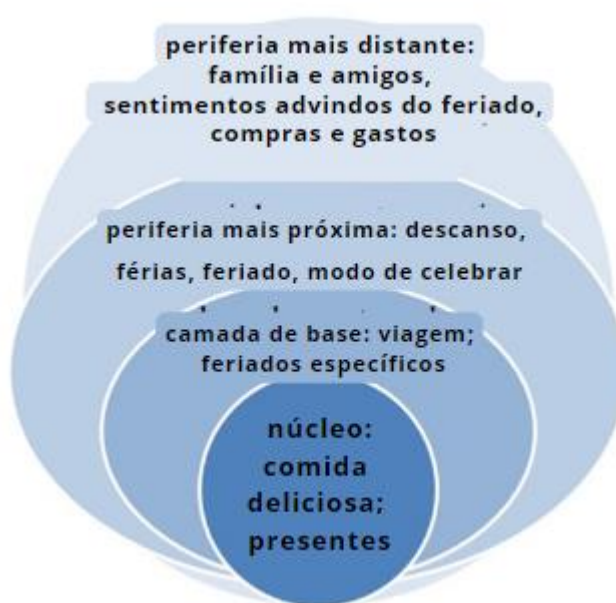 periferia mais distante:
família e amigos,
sentimentos advindos do feriado,
compras e gastos
periferia mais próxima: descanso,
férias, feriado, modo de celebrar
camada de base: viagem;
feriados específicos
núcleo:
comida
deliciosa;
presentes